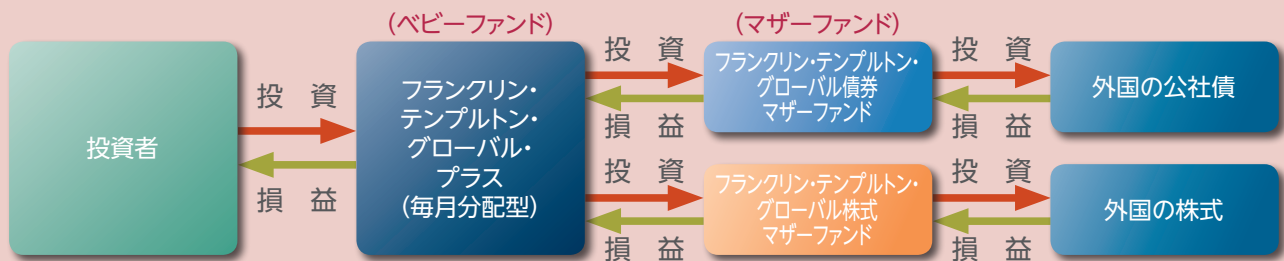 (ベビーファンド)
(マザーファンド)
投資者
投 資
損 益
フランクリン・
テンプルトン・
グローバル・
プラス
(毎月分配型)
投 資
損 益
フランクリン・テンプルトン・
グローバル債券
マザーファンド
投 資
損 益
外国の公社債
投 資
損 益
フランクリン・テンプルトン・
グローバル株式
マザーファンド
投 資
損 益
外国の株式